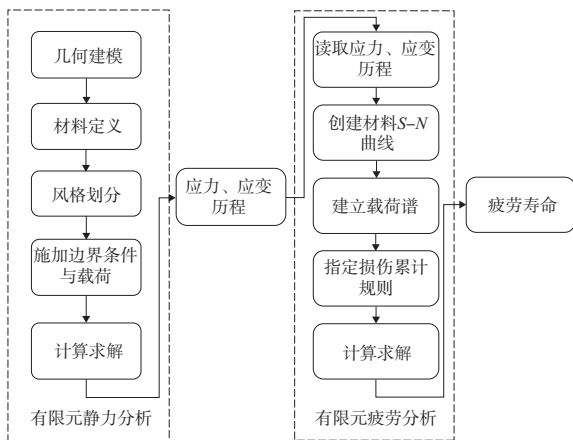 几何建模
材料定义
风格划分
施加边界条件
与载荷
计算求解
有限元静力分析
应力、应变
历程
读取应力、应变
历程
创建材料S–N
曲线
建立载荷谱
指定损伤累计
规则
计算求解
有限元疲劳分析
疲劳寿命